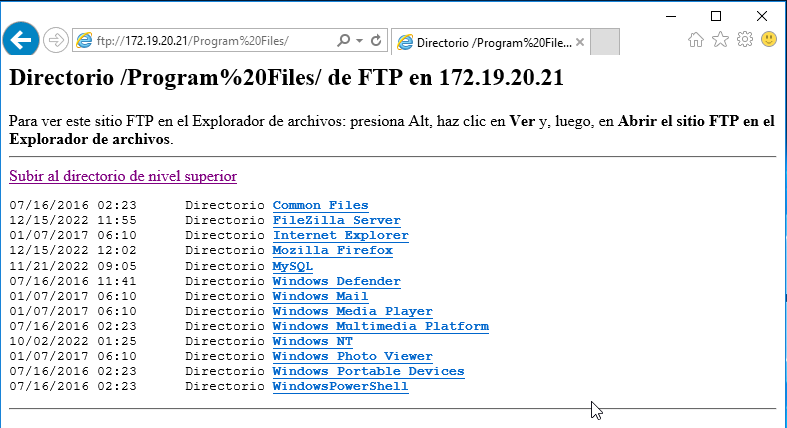 ftp://172.19.20.21/Program%20Files/
Directorio /Program%20File...
Directorio /Program%20Files/ de FTP en 172.19.20.21
Para ver este sitio FTP en el Explorador de archivos: presiona Alt, haz clic en Ver y, luego, en Abrir el sitio FTP en el
Explorador de archivos.
Subir al directorio de nivel superior
07/16/2016 02:23 Directorio Common Files
12/15/2022 11:55 Directorio FileZilla Server
01/07/2017 06:10 Directorio Internet Explorer
12/15/2022 12:02 Directorio Mozilla Firefox
11/21/2022 09:05 Directorio MySQL
07/16/2016 11:41 Directorio Windows Defender
01/07/2017 06:10 Directorio Windows Mail
01/07/2017 06:10 Directorio Windows Media Player
07/16/2016 02:23 Directorio Windows Multimedia Platform
10/02/2022 01:25 Directorio Windows NT
01/07/2017 06:10 Directorio Windows Photo Viewer
07/16/2016 02:23 Directorio Windows Portable Devices
07/16/2016 02:23 Directorio WindowsPowerShell